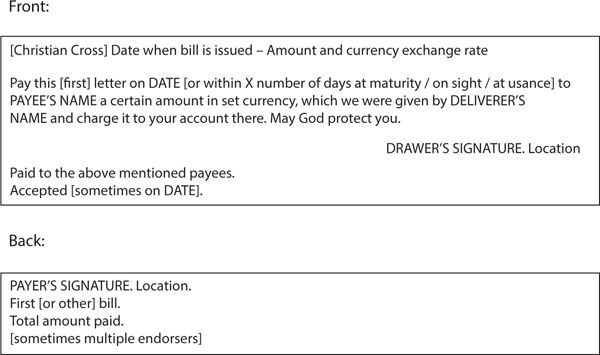 Front:
[Christian Cross] Date when bill is issued – Amount and currency exchange rate
Pay this [first] letter on DATE [or within X number of days at maturity / on sight / at usance] to
PAYEE'S NAME a certain amount in set currency, which we were given by DELIVERER'S
NAME and charge it to your account there. May God protect you.
DRAWER'S SIGNATURE. Location
Paid to the above mentioned payees.
Accepted [sometimes on DATE].
Back:
PAYER'S SIGNATURE. Location.
First [or other] bill.
Total amount paid.
[sometimes multiple endorsers]